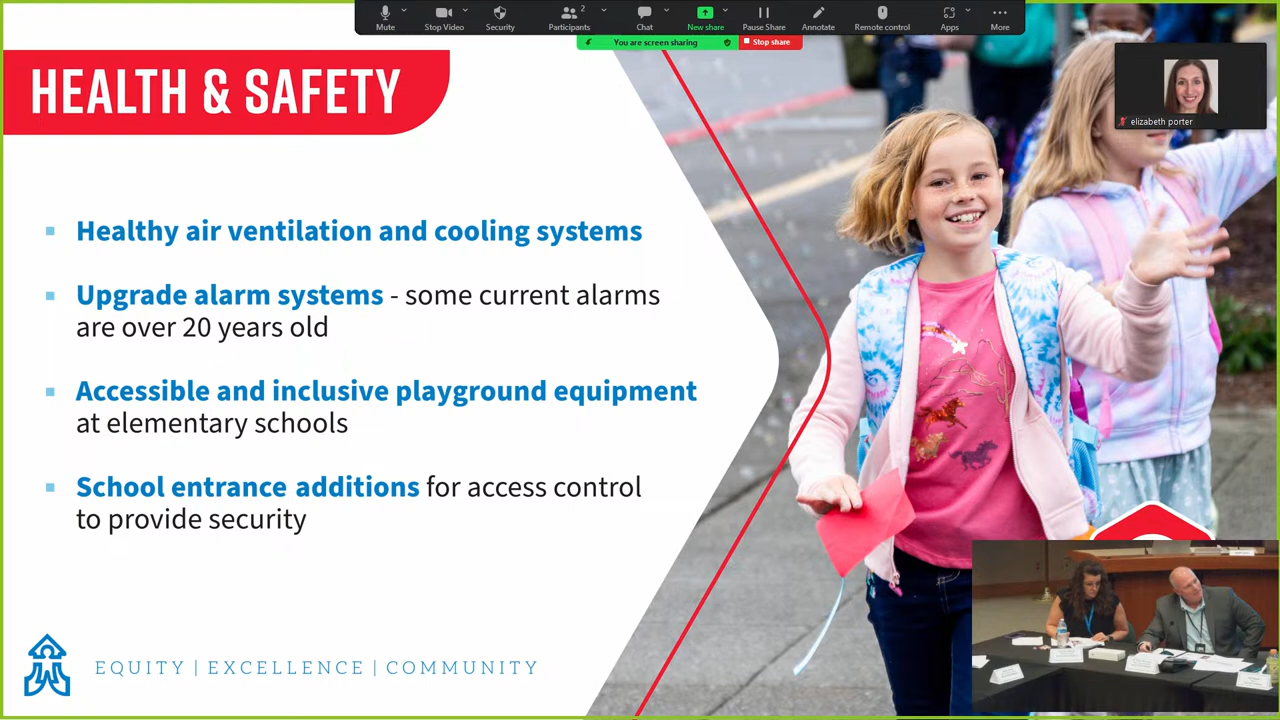 Mute
Stop Video
Security
Participants
2
Chat
New share
Pause Share
Annotate
Remote control
Apps
More
You are screen sharing
Stop share
elizabeth porter
HEALTH & SAFETY
Healthy air ventilation and cooling systems
Upgrade alarm systems - some current alarms
are over 20 years old
Accessible and inclusive playground equipment
at elementary schools
School entrance additions for access control
to provide security
EQUITY | EXCELLENCE | COMMUNITY